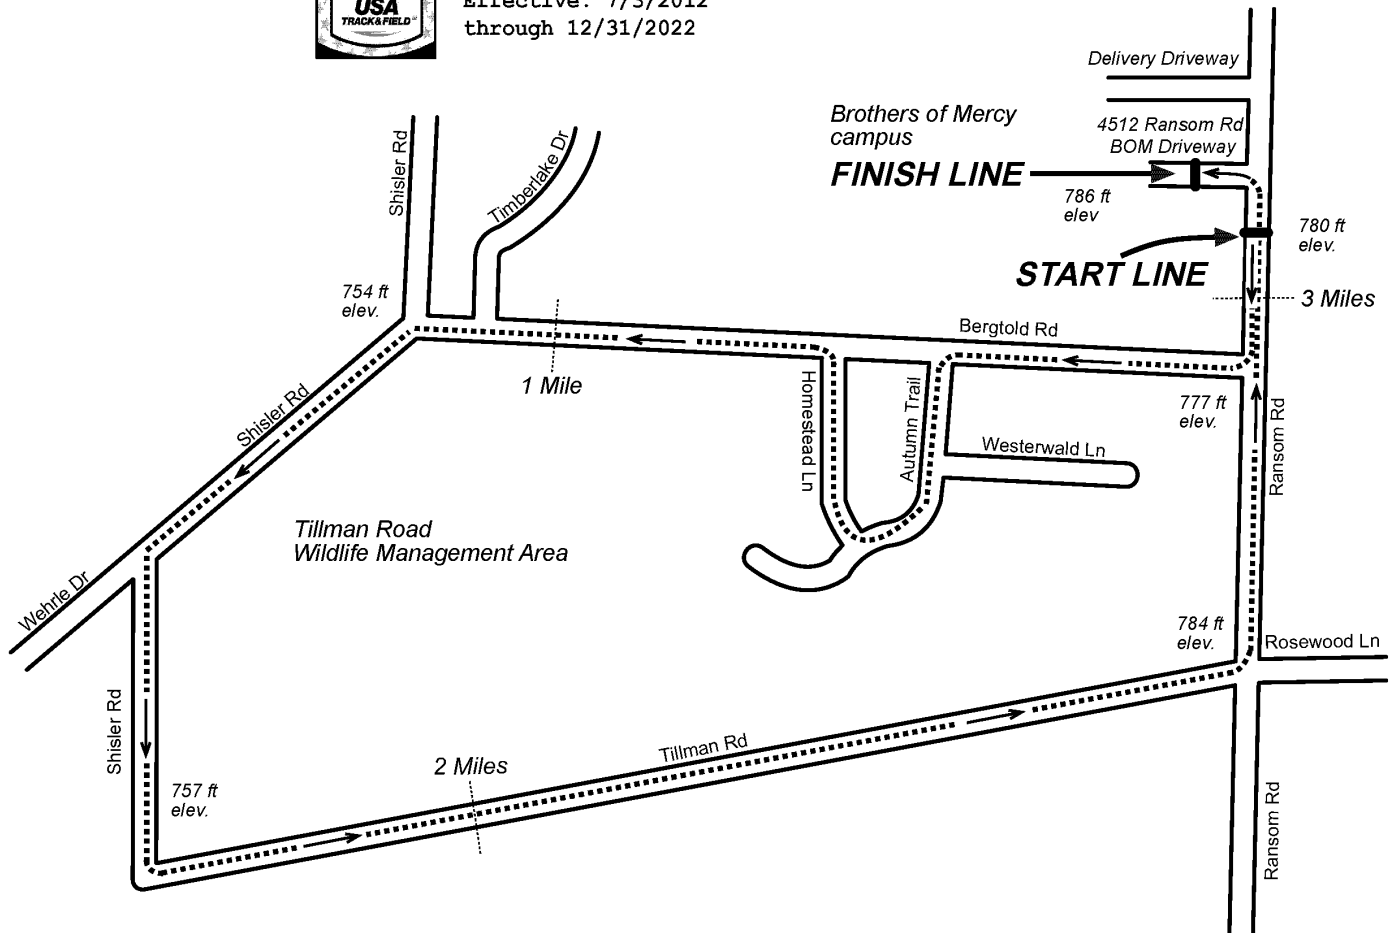 USA
TRACK & FIELD
Effective: 7/3/2012
through 12/31/2022
Delivery Driveway
Brothers of Mercy
campus
4512 Ransom Rd
BOM Driveway
FINISH LINE
786 ft
elev
780 ft
elev.
START LINE
3 Miles
Shisler Rd
Timberlake Dr
754 ft
elev.
Bergtold Rd
1 Mile
Homestead Ln
Autumn Trail
777 ft
elev.
Ransom Rd
Shisler Rd
Westerwald Ln
Tillman Road
Wildlife Management Area
Wehrle Dr
784 ft
elev.
Rosewood Ln
Shisler Rd
Tillman Rd
2 Miles
757 ft
elev.
Ransom Rd